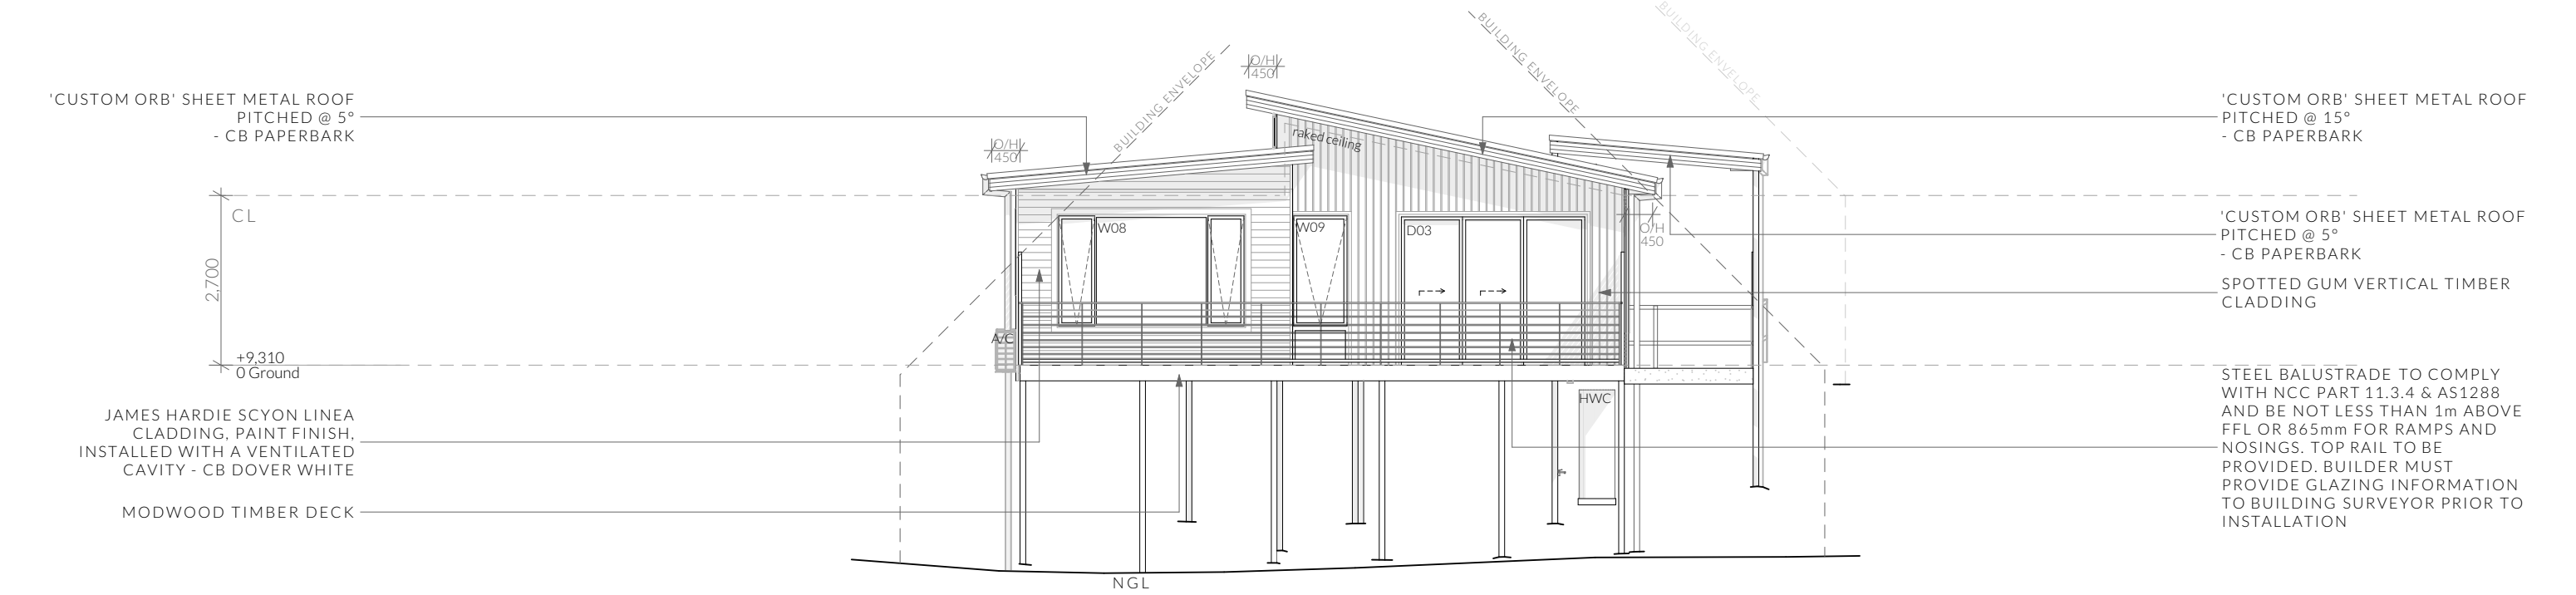 BUILDING ENVELOPE
BUILDING ENVELOPE
BUILDING ENVELOPE
O/H
450
'CUSTOM ORB' SHEET METAL ROOF
PITCHED @ 5°
- CB PAPERBARK
'CUSTOM ORB' SHEET METAL ROOF
PITCHED @ 15°
- CB PAPERBARK
raked ceiling
O/H
450
CL
'CUSTOM ORB' SHEET METAL ROOF
PITCHED @ 5°
- CB PAPERBARK
W08
W09
D03
O/H
450
2,700
SPOTTED GUM VERTICAL TIMBER
CLADDING
A/C
+9,310
0 Ground
STEEL BALUSTRADE TO COMPLY
WITH NCC PART 11.3.4 & AS1288
AND BE NOT LESS THAN 1m ABOVE
FFL OR 865mm FOR RAMPS AND
NOSINGS. TOP RAIL TO BE
PROVIDED. BUILDER MUST
PROVIDE GLAZING INFORMATION
TO BUILDING SURVEYOR PRIOR TO
INSTALLATION
HWC
JAMES HARDIE SCYON LINEA
CLADDING, PAINT FINISH,
INSTALLED WITH A VENTILATED
CAVITY - CB DOVER WHITE
MODWOOD TIMBER DECK
NGL